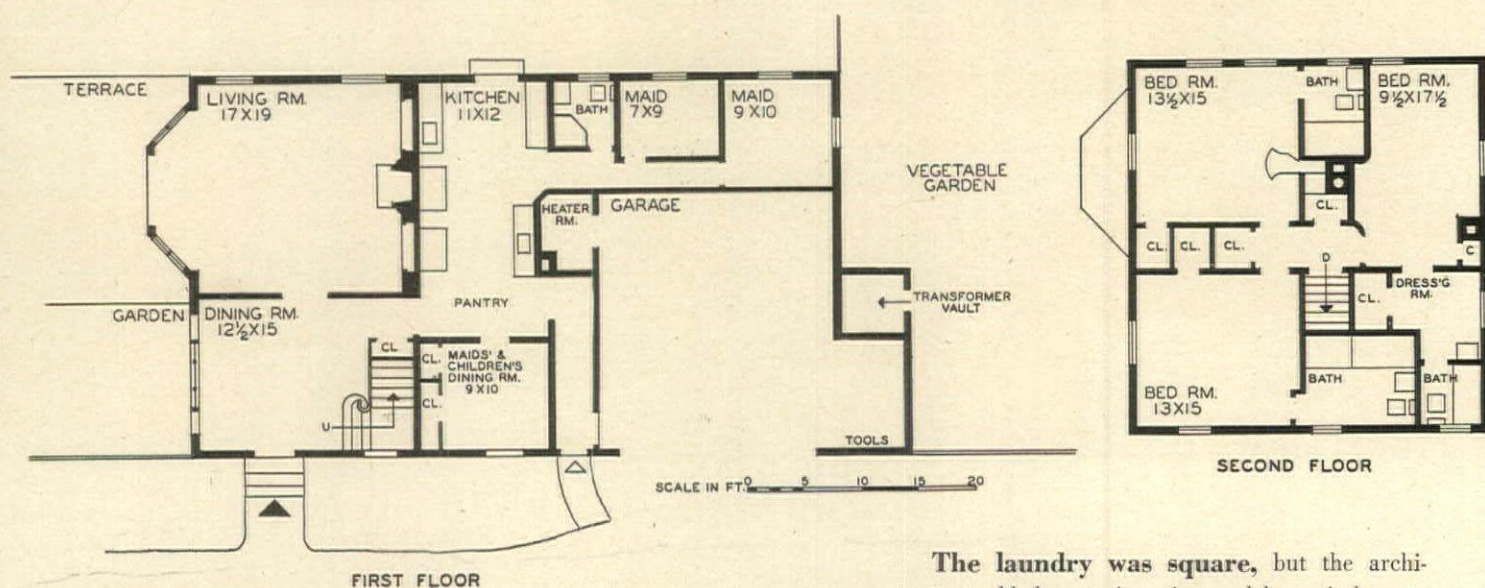 TERRACE
LIVING RM.
17X19
KITCHEN
11X12
BATH
MAID
7X9
MAID
9X10
VEGETABLE
GARDEN
HEATER
RM.
GARAGE
GARDEN
DINING RM.
12½X15
PANTRY
TRANSFORMER
VAULT
CL
CL.
MAIDS' &
CHILDREN'S
DINING RM.
9X10
CL.
U
TOOLS
SCALE IN FT.
0 5 10 15 20
FIRST FLOOR
BED RM.
13½X15
BATH
BED RM.
9½X17½
CL.
CL.
CL.
CL.
C
D
CL.
DRESS'G
RM.
BED RM.
13X15
BATH
BATH
SECOND FLOOR
The laundry was square, but the archi-